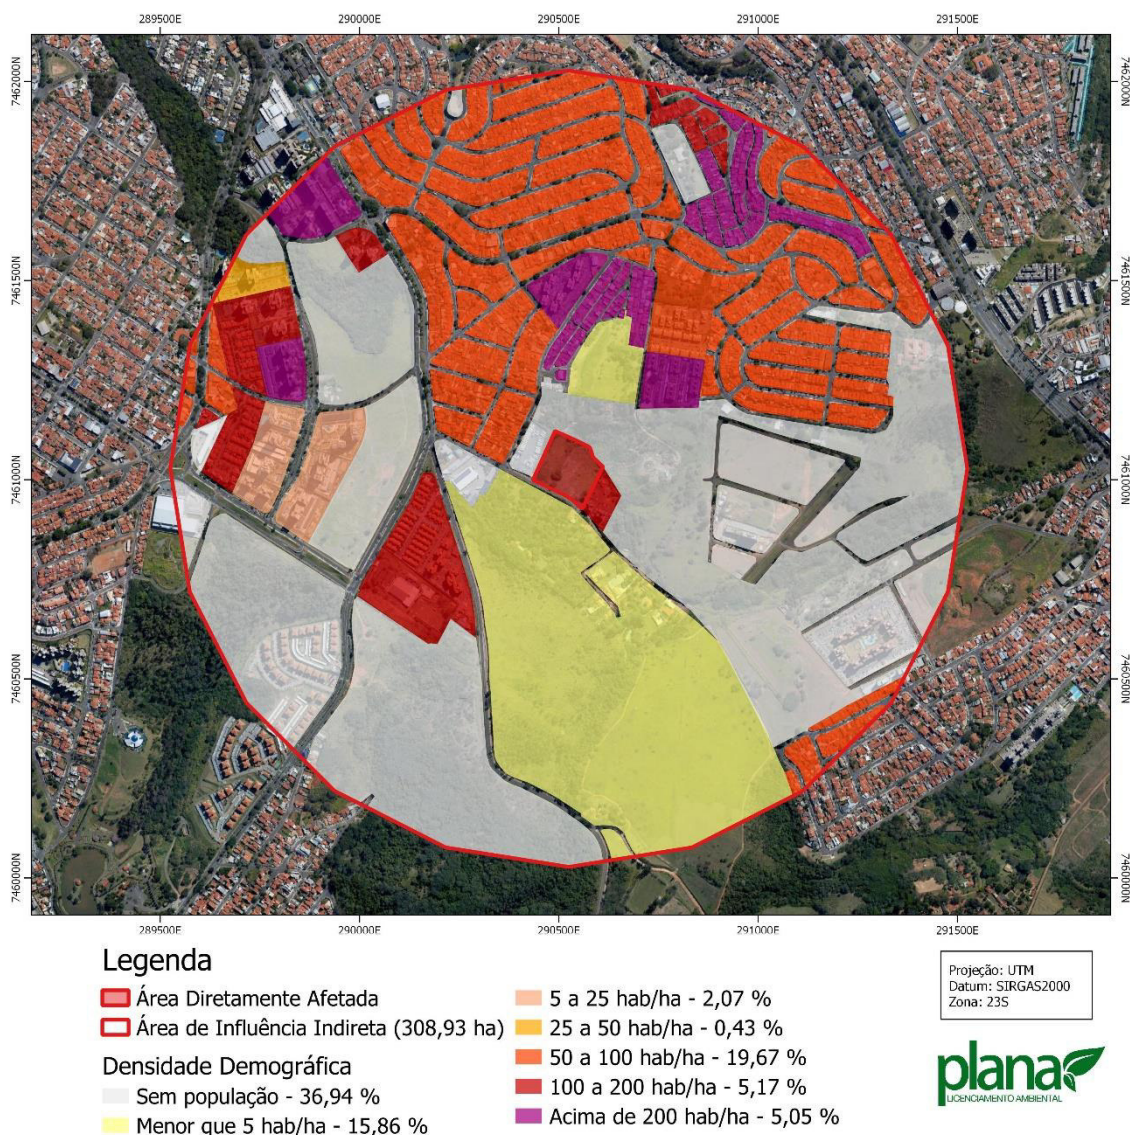 289500E
290000E
290500E
291000E
291500E
7462000N
7462000N
7461500N
7461500N
7461000N
7461000N
7460500N
7460500N
7460000N
7460000N
289500E
290000E
290500E
291000E
291500E
Legenda
Área Diretamente Afetada
Área de Influência Indireta (308,93 ha)
Densidade Demográfica
Sem população - 36,94 %
Menor que 5 hab/ha - 15,86 %
5 a 25 hab/ha - 2,07 %
25 a 50 hab/ha - 0,43 %
50 a 100 hab/ha - 19,67 %
100 a 200 hab/ha - 5,17 %
Acima de 200 hab/ha - 5,05 %
Projeção: UTM
Datum: SIRGAS2000
Zona: 23S
plana
LICENCIAMENTO AMBIENTAL